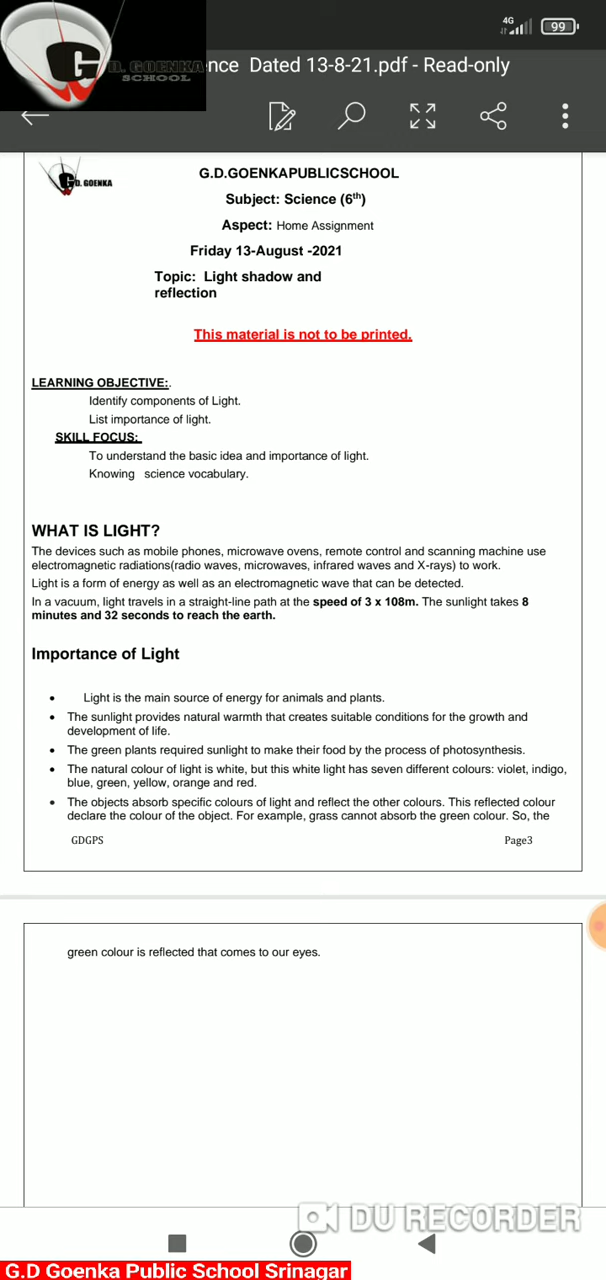 4G
99
D. GOENKA
SCHOOL
nce Dated 13-8-21.pdf - Read-only
G.D. GOENKA
G.D.GOENKAPUBLICSCHOOL
Subject: Science (6th)
Aspect: Home Assignment
Friday 13-August -2021
Topic: Light shadow and
reflection
This material is not to be printed.
LEARNING OBJECTIVE:.
Identify components of Light.
List importance of light.
SKILL FOCUS:
To understand the basic idea and importance of light.
Knowing science vocabulary.
WHAT IS LIGHT?
The devices such as mobile phones, microwave ovens, remote control and scanning machine use
electromagnetic radiations(radio waves, microwaves, infrared waves and X-rays) to work.
Light is a form of energy as well as an electromagnetic wave that can be detected.
In a vacuum, light travels in a straight-line path at the speed of 3 x 108m. The sunlight takes 8
minutes and 32 seconds to reach the earth.
Importance of Light
• Light is the main source of energy for animals and plants.
• The sunlight provides natural warmth that creates suitable conditions for the growth and
development of life.
• The green plants required sunlight to make their food by the process of photosynthesis.
• The natural colour of light is white, but this white light has seven different colours: violet, indigo,
blue, green, yellow, orange and red.
• The objects absorb specific colours of light and reflect the other colours. This reflected colour
declare the colour of the object. For example, grass cannot absorb the green colour. So, the
GDGPS Page3
green colour is reflected that comes to our eyes.
DU RECORDER
G.D Goenka Public School Srinagar